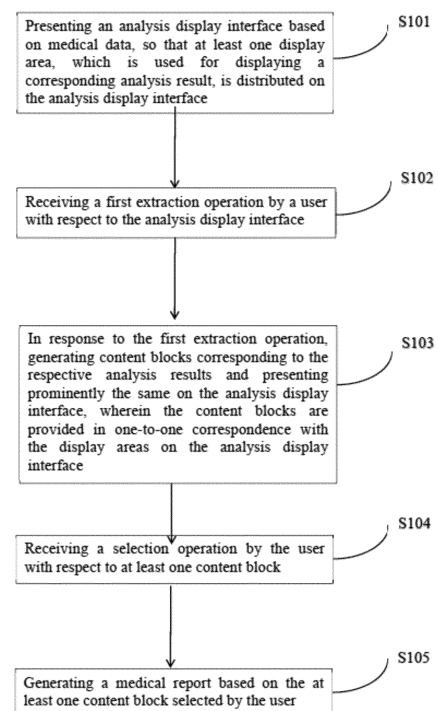 Presenting an analysis display interface based
on medical data, so that at least one display
area, which is used for displaying a
corresponding analysis result, is distributed on
the analysis display interface
S101
Receiving a first extraction operation by a user
with respect to the analysis display interface
S102
In response to the first extraction operation,
generating content blocks corresponding to the
respective analysis results and presenting
prominently the same on the analysis display
interface, wherein the content blocks are
provided in one-to-one correspondence with
the display areas on the analysis display
interface
S103
Receiving a selection operation by the user
with respect to at least one content block
S104
Generating a medical report based on the at
least one content block selected by the user
S105